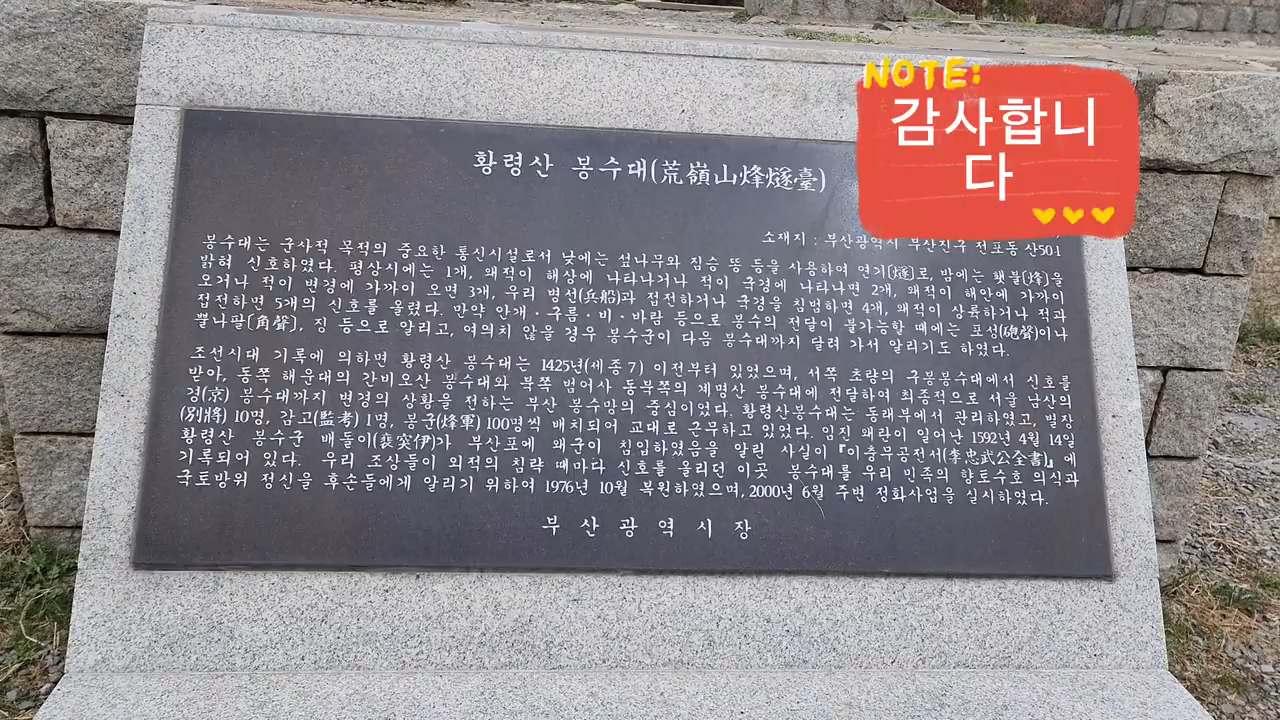 NOTE:
감사합니
다
황령산 봉수대(荒嶺山烽燧臺)
소재지 : 부산광역시 부산진구 전포동 산50-1
봉수대는 군사적 목적의 중요한 통신시설로서 낮에는 섶나무와 짐승 똥 등을 사용하여 연기[燧]로, 밤에는 횃불[烽]을
밝혀 신호하였다. 평상시에는 1개, 왜적이 해상에 나타나거나 적이 국경에 나타나면 2개, 왜적이 해안에 가까이
오거나 적이 변경에 가까이 오면 3개, 우리 병선(兵船)과 접전하거나 국경을 침범하면 4개, 왜적이 상륙하거나 적과
접전하면 5개의 신호를 올렸다. 만약 안개·구름·비·바람 등으로 봉수의 전달이 불가능할 때에는 포성(砲聲)이나
뿔나팔[角聲], 징 등으로 알리고, 여의치 않을 경우 봉수군이 다음 봉수대까지 달려 가서 알리기도 하였다.
조선시대 기록에 의하면 황령산 봉수대는 1425년(세종 7) 이전부터 있었으며, 서쪽 초량의 구봉봉수대에서 신호를
받아, 동쪽 해운대의 간비오산 봉수대와 북쪽 범어사 동북쪽의 계명산 봉수대에 전달하여 최종적으로 서울 남산의
경(京) 봉수대까지 변경의 상황을 전하는 부산 봉수망의 중심이었다. 황령산봉수대는 동래부에서 관리하였고, 별장
(別將) 10명, 감고(監考) 1명, 봉군(烽軍) 100명씩 배치되어 교대로 근무하고 있었다. 임진 왜란이 일어난 1592년 4월 14일
황령산 봉수군 배돌이(裵突伊)가 부산포에 왜군이 침입하였음을 알린 사실이 『이충무공전서(李忠武公全書)』에
기록되어 있다. 우리 조상들이 외적의 침략 때마다 신호를 올리던 이곳 봉수대를 우리 민족의 향토수호 의식과
국토방위 정신을 후손들에게 알리기 위하여 1976년 10월 복원하였으며, 2000년 6월 주변 정화사업을 실시하였다.
부산광역시장